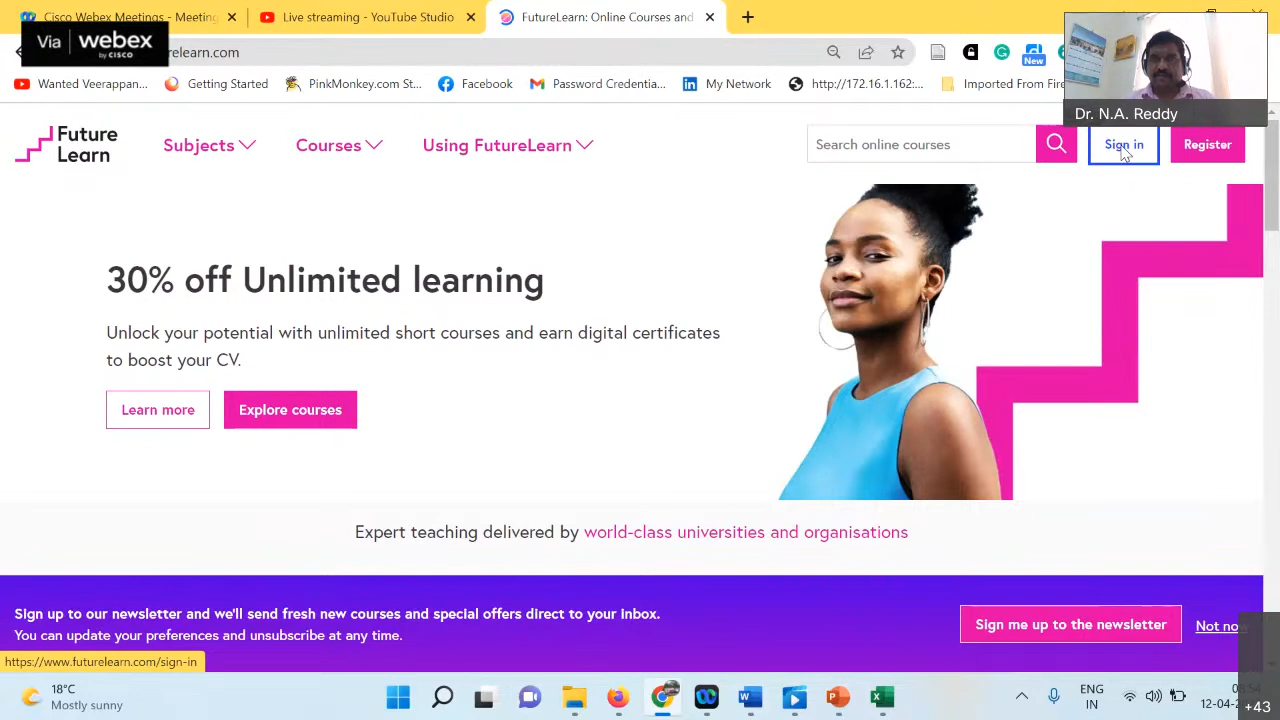 Meetings
Live streaming - YouTube Studio
FutureLearn: Online Courses and
Via webex
by CISCO
relearn.com
New
Wanted Veerappan...
Getting Started
PinkMonkey.com-St...
Facebook
Password Credentia...
My Network
http://172.16.1.162:...
Imported From
Dr. N.A. Reddy
Future
Learn
Subjects
Courses
Using FutureLearn
Search online courses
Sign in
Register
30% off Unlimited learning
Unlock your potential with unlimited short courses and earn digital certificates
to boost your CV.
Learn more
Explore courses
Expert teaching delivered by world-class universities and organisations
Sign up to our newsletter and we'll send fresh new courses and special offers direct to your inbox.
You can update your preferences and unsubscribe at any time.
Sign me up to the newsletter
Not now
https://www.futurelearn.com/sign-in
18°C
Mostly sunny
ENG
IN
12-04-2
+43